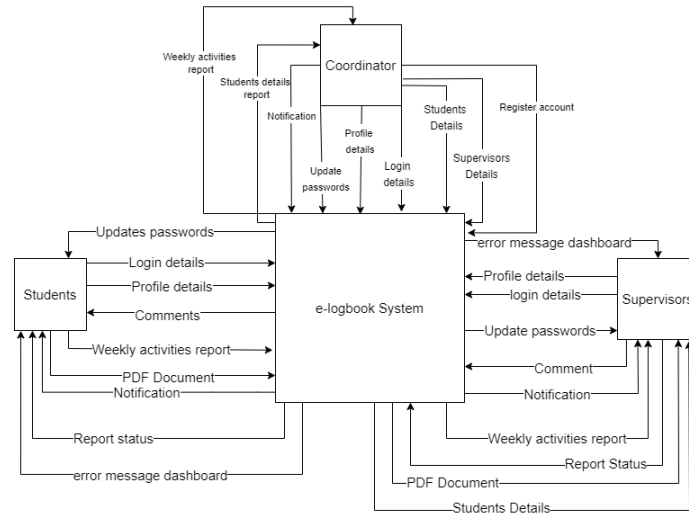 Weekly activities
report
Coordinator
Students details
report
Notification
Update
passwords
Profile
details
Login
details
Students
Details
Supervisors
Details
Register account
Updates passwords
error message dashboard
Login details
Profile details
Students
Profile details
login details
Supervisors
e-logbook System
Comments
Update passwords
Weekly activities report
Comment
PDF Document
Notification
Notification
Report status
Weekly activities report
error message dashboard
Report Status
PDF Document
Students Details